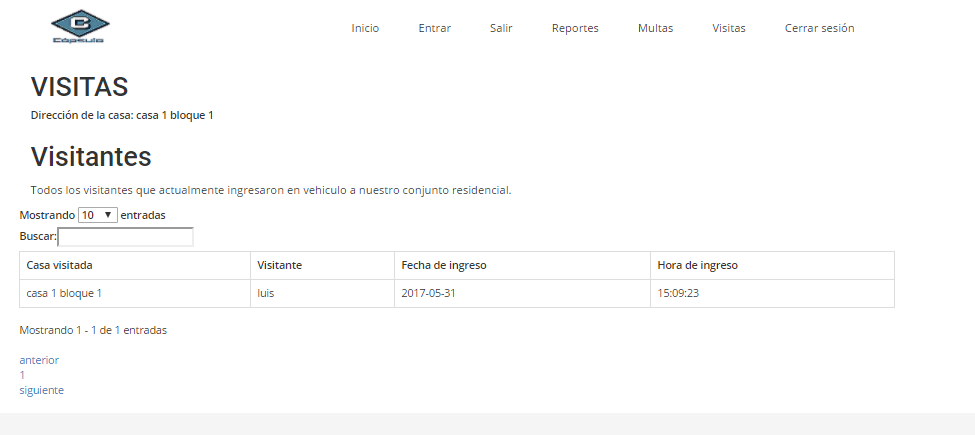 C
Cápsula
Inicio Entrar Salir Reportes Multas Visitas Cerrar sesión
VISITAS
Dirección de la casa: casa 1 bloque 1
Visitantes
Todos los visitantes que actualmente ingresaron en vehiculo a nuestro conjunto residencial.
Mostrando 10 entradas
Buscar:
Casa visitada Visitante Fecha de ingreso Hora de ingreso
casa 1 bloque 1 luis 2017-05-31 15:09:23
Mostrando 1 - 1 de 1 entradas
anterior
1
siguiente